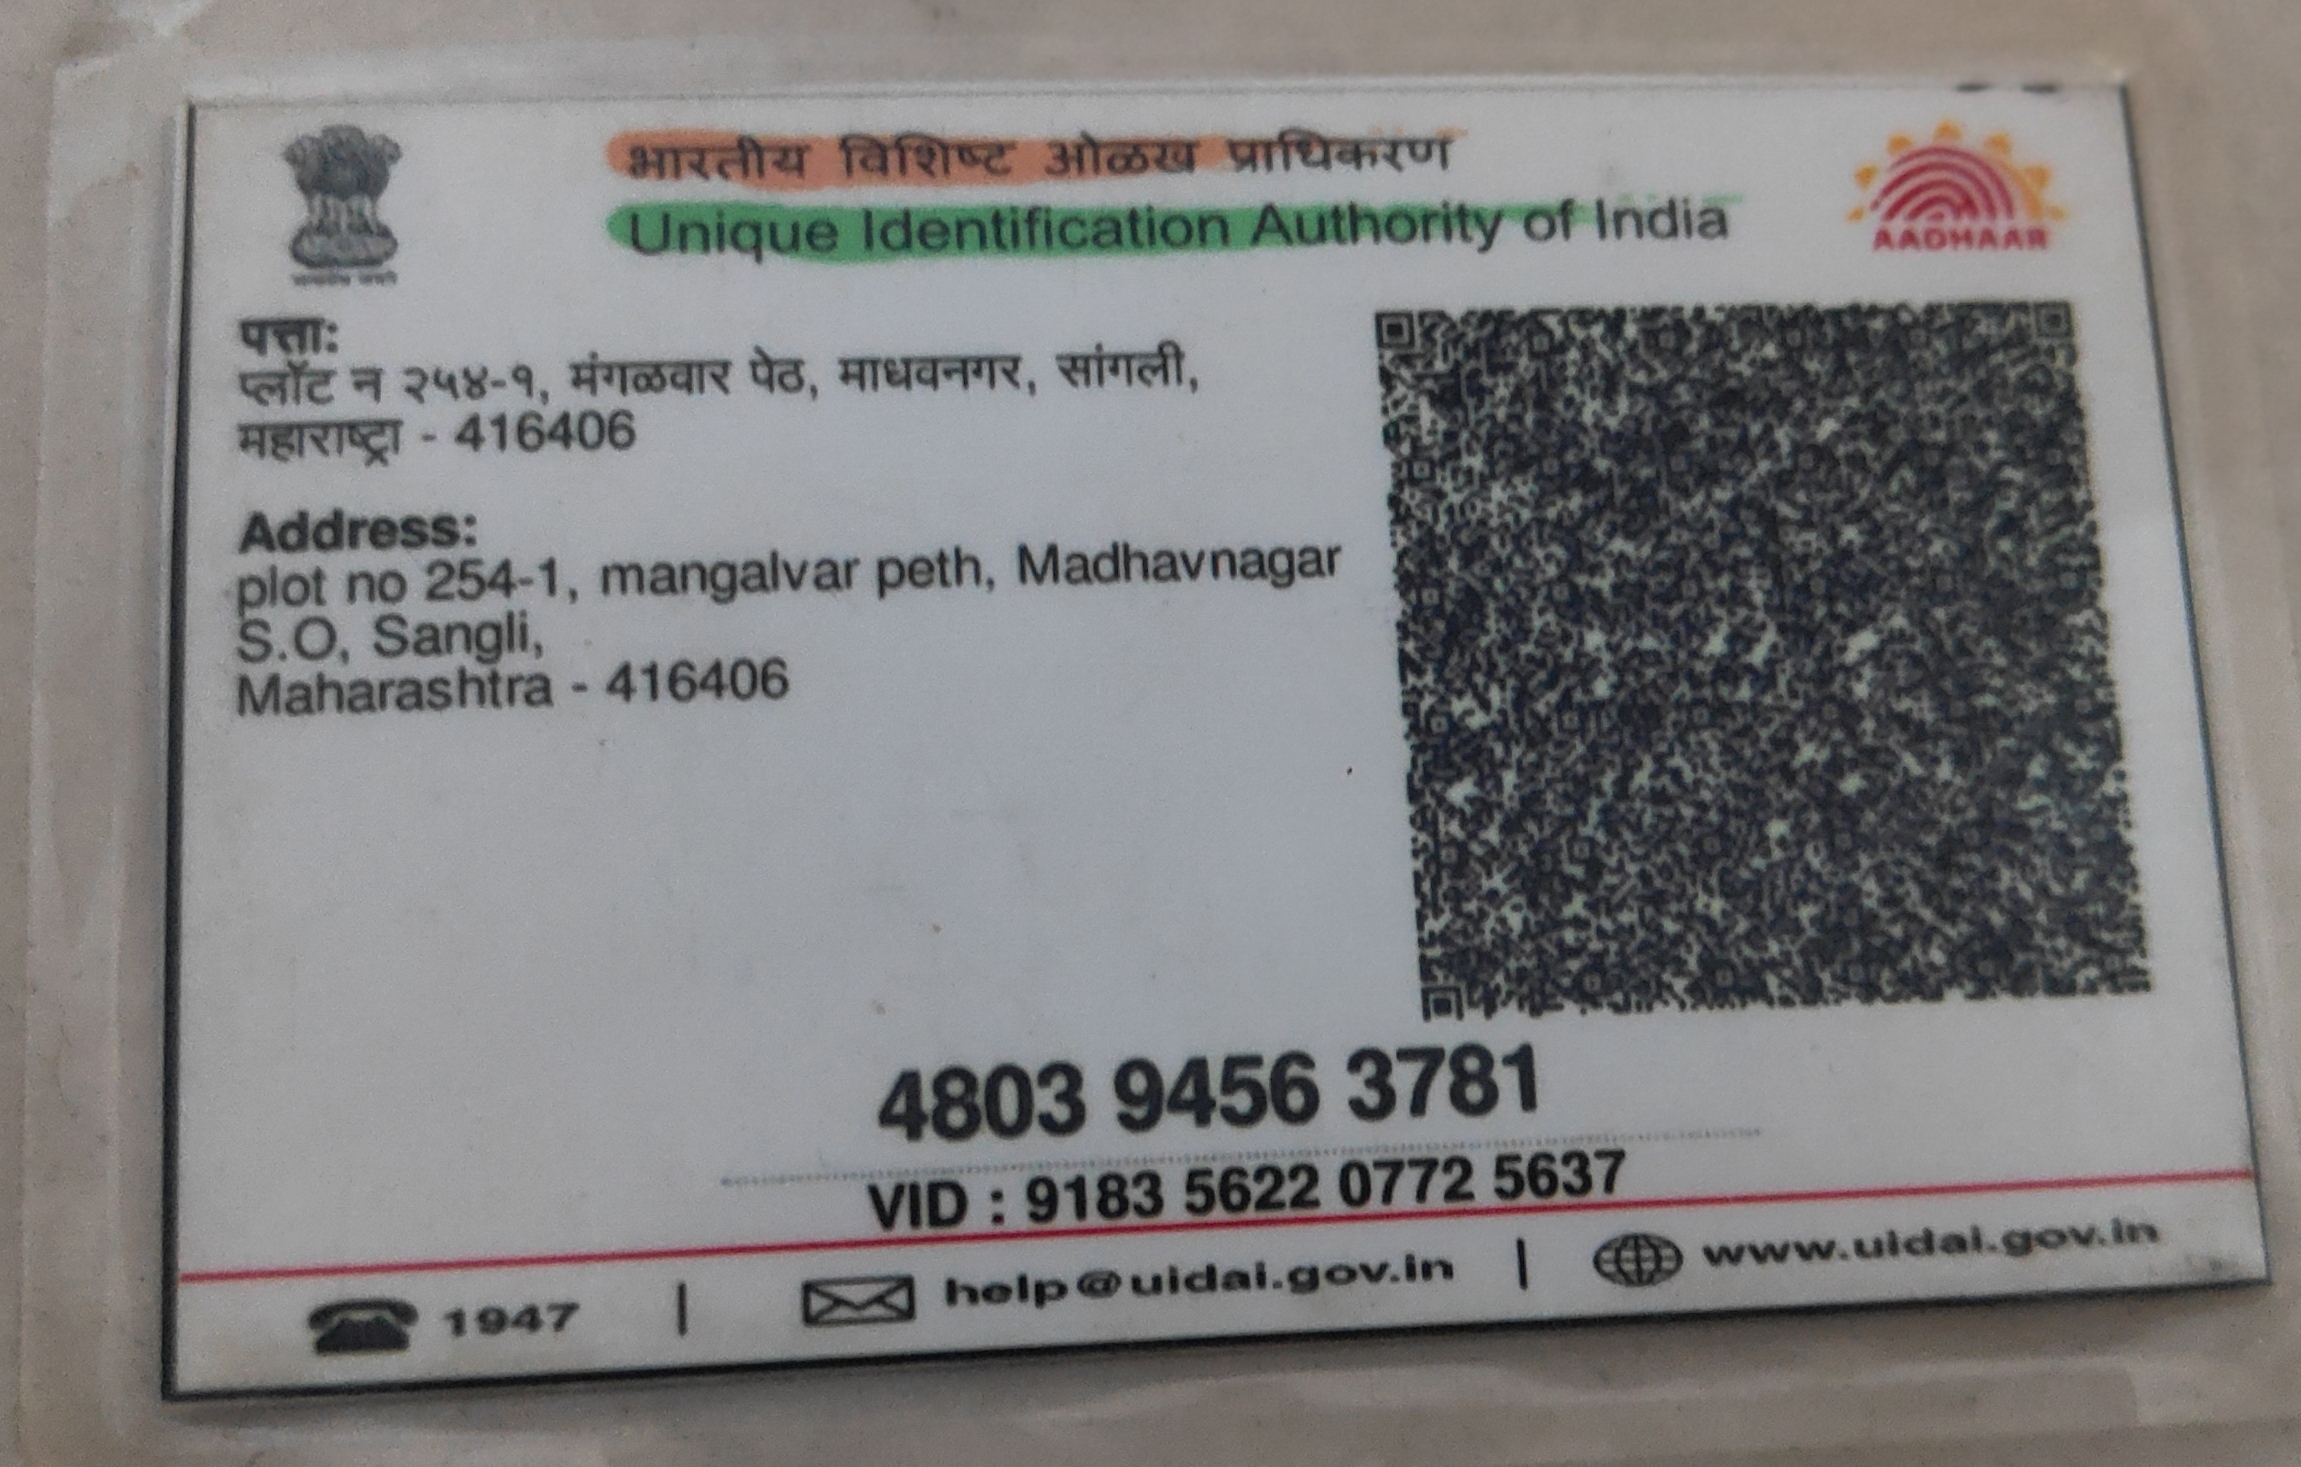 भारतीय विशिष्ट ओळख प्राधिकरण
Unique Identification Authority of India
AADHAAR
पत्ता:
प्लॉट न २५४-१, मंगळवार पेठ, माधवनगर, सांगली,
महाराष्ट्रा - 416406
Address:
plot no 254-1, mangalvar peth, Madhavnagar
S.O, Sangli,
Maharashtra - 416406
4803 9456 3781
VID : 9183 5622 0772 5637
1947 | help@uidai.gov.in | www.uidai.gov.in